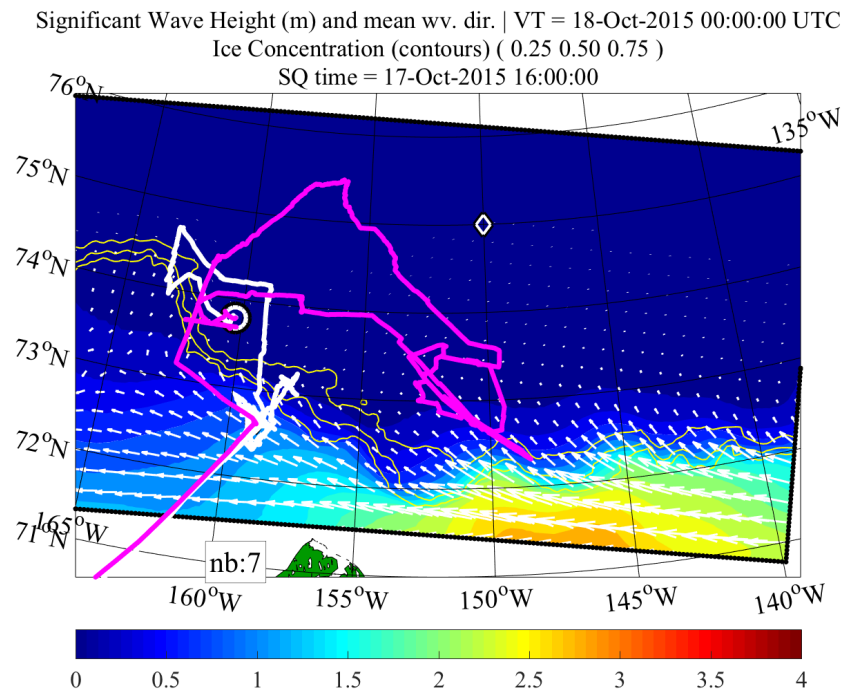 Significant Wave Height (m) and mean wv. dir. | VT = 18-Oct-2015 00:00:00 UTC
Ice Concentration (contours) ( 0.25 0.50 0.75 )
SQ time = 17-Oct-2015 16:00:00
76°N
135°W
75°N
74°N
73°N
72°N
71°N
165°W
nb:7
160°W 155°W 150°W 145°W 140°W
0 0.5 1 1.5 2 2.5 3 3.5 4